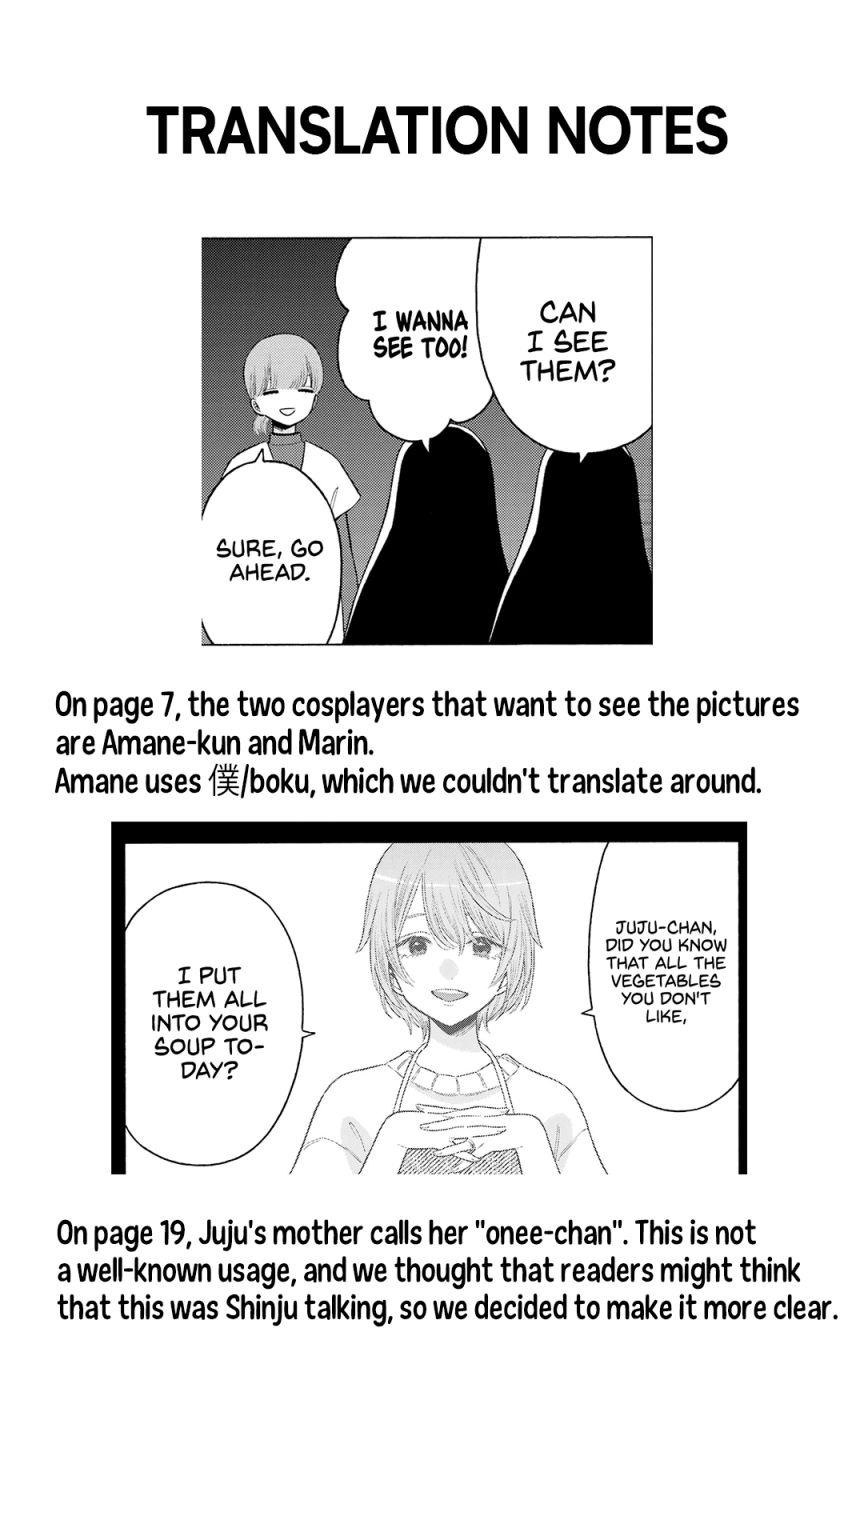 TRANSLATION NOTES
CAN
I SEE
THEM?
I WANNA
SEE TOO!
SURE, GO
AHEAD.
On page 7, the two cosplayers that want to see the pictures
are Amane-kun and Marin.
Amane uses 僕/boku, which we couldn't translate around.
JUJU-CHAN,
DID YOU KNOW
THAT ALL THE
VEGETABLES
YOU DON'T
LIKE,
I PUT
THEM ALL
INTO YOUR
SOUP TO-
DAY?
On page 19, Juju's mother calls her "onee-chan". This is not
a well-known usage, and we thought that readers might think
that this was Shinju talking, so we decided to make it more clear.